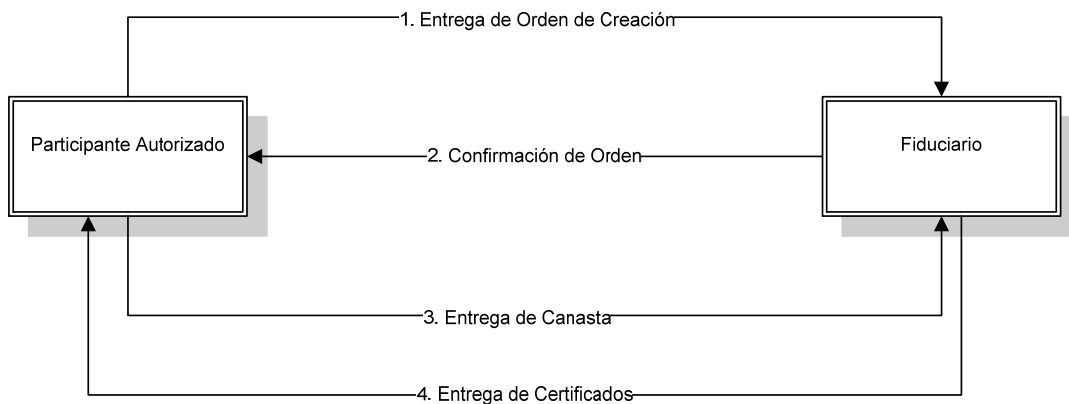 1. Entrega de Orden de Creación
Participante Autorizado
Fiduciario
2. Confirmación de Orden
3. Entrega de Canasta
4. Entrega de Certificados